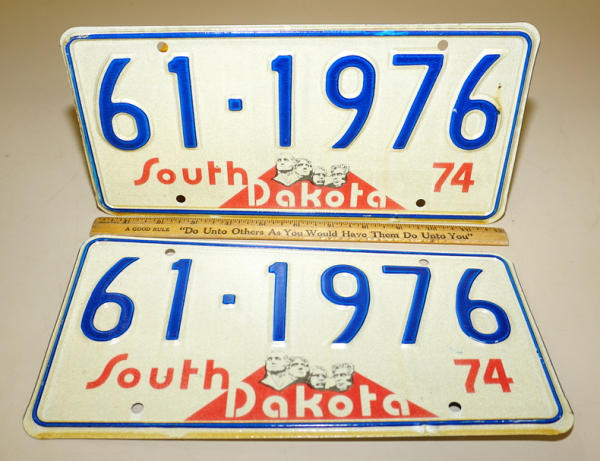 61·1976
South Dakota 74
A GOOD RULE "Do Unto Others As You Would Have Them Do Unto You"
61·1976
South Dakota 74